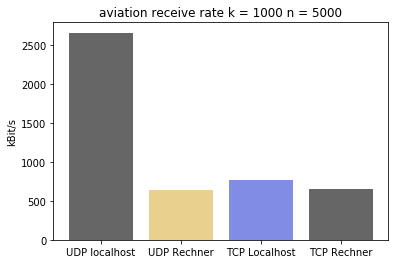 aviation receive rate k = 1000 n = 5000
kBit/s
2500
2000
1500
1000
500
0
UDP localhost UDP Rechner TCP Localhost TCP Rechner